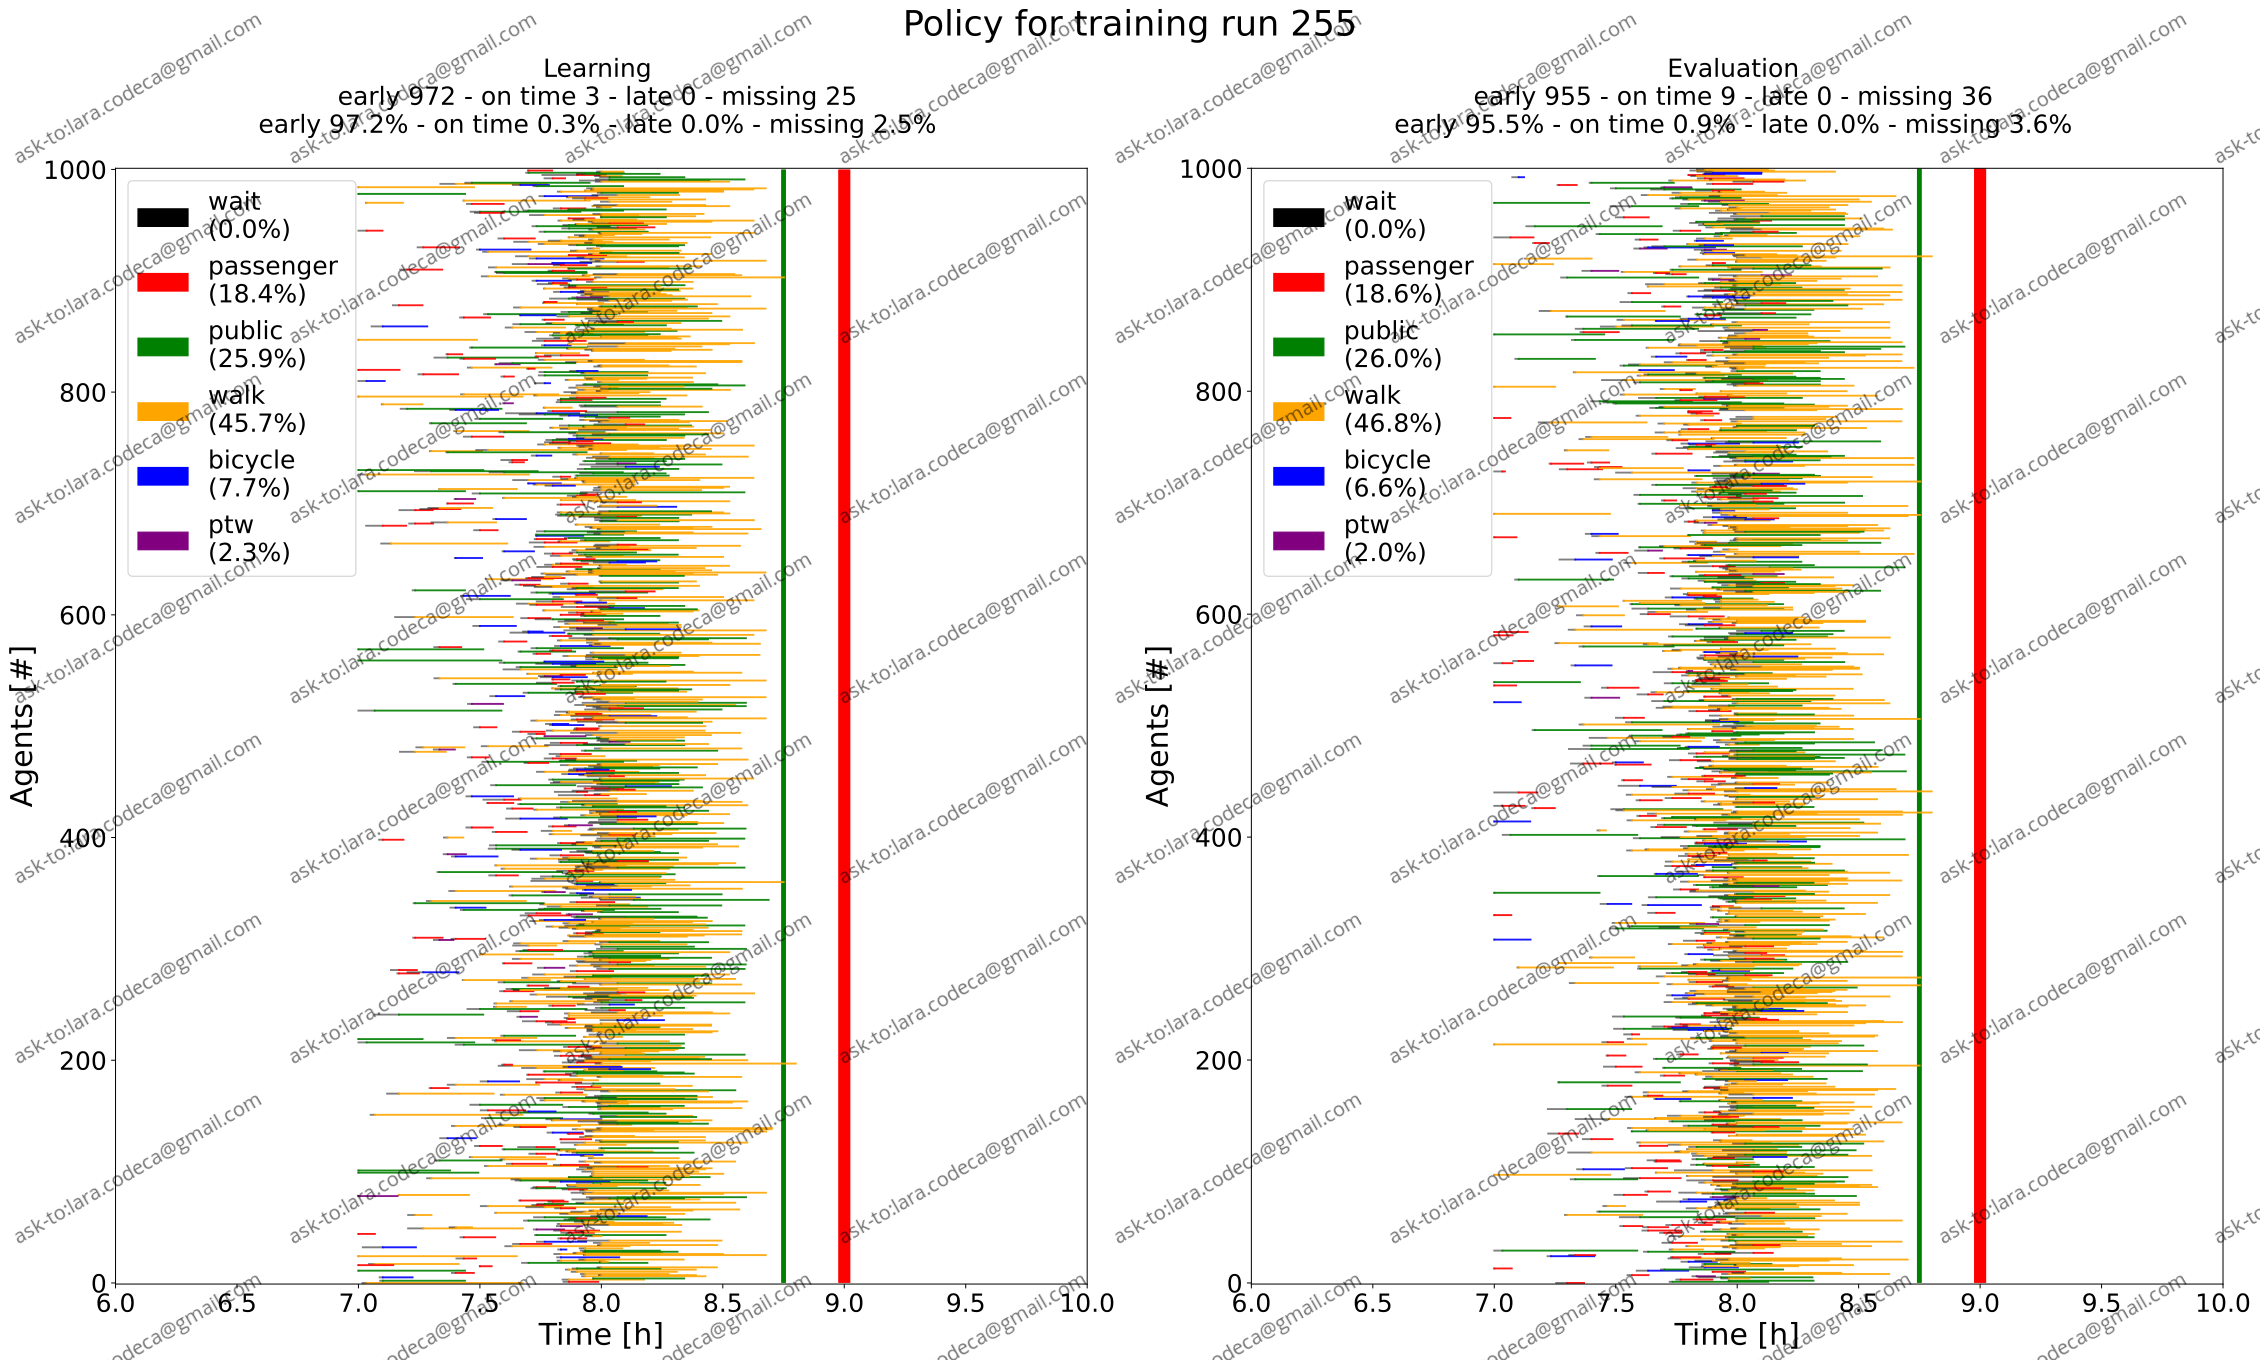 Policy for training run 255
Learning
early 972 - on time 3 - late 0 - missing 25
early 97.2% - on time 0.3% - late 0.0% - missing 2.5%
1000
800
600
400
200
0
Agents [#]
wait
(0.0%)
passenger
(18.4%)
public
(25.9%)
walk
(45.7%)
bicycle
(7.7%)
ptw
(2.3%)
6.0 6.5 7.0 7.5 8.0 8.5 9.0 9.5 10.0
Time [h]
Evaluation
early 955 - on time 9 - late 0 - missing 36
early 95.5% - on time 0.9% - late 0.0% - missing 3.6%
1000
800
600
400
200
0
Agents [#]
wait
(0.0%)
passenger
(18.6%)
public
(26.0%)
walk
(46.8%)
bicycle
(6.6%)
ptw
(2.0%)
6.0 6.5 7.0 7.5 8.0 8.5 9.0 9.5 10.0
Time [h]
ask-to:lara.codeca@gmail.com